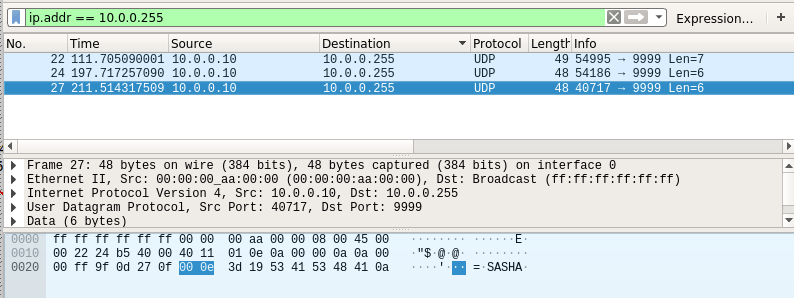 ip.addr == 10.0.0.255 Expression… +
No. Time Source Destination Protocol Length Info
22 111.705090001 10.0.0.10 10.0.0.255 UDP 49 54995 → 9999 Len=7
24 197.717257090 10.0.0.10 10.0.0.255 UDP 48 54186 → 9999 Len=6
27 211.514317509 10.0.0.10 10.0.0.255 UDP 48 40717 → 9999 Len=6
Frame 27: 48 bytes on wire (384 bits), 48 bytes captured (384 bits) on interface 0
Ethernet II, Src: 00:00:00_aa:00:00 (00:00:00:aa:00:00), Dst: Broadcast (ff:ff:ff:ff:ff:ff)
Internet Protocol Version 4, Src: 10.0.0.10, Dst: 10.0.0.255
User Datagram Protocol, Src Port: 40717, Dst Port: 9999
Data (6 bytes)
0000 ff ff ff ff ff ff 00 00 00 aa 00 00 08 00 45 00 ········ ······E·
0010 00 22 24 b5 40 00 40 11 01 0e 0a 00 00 0a 0a 00 ·"$·@·@· ········
0020 00 ff 9f 0d 27 0f 00 0e 3d 19 53 41 53 48 41 0a ····'··· =·SASHA·